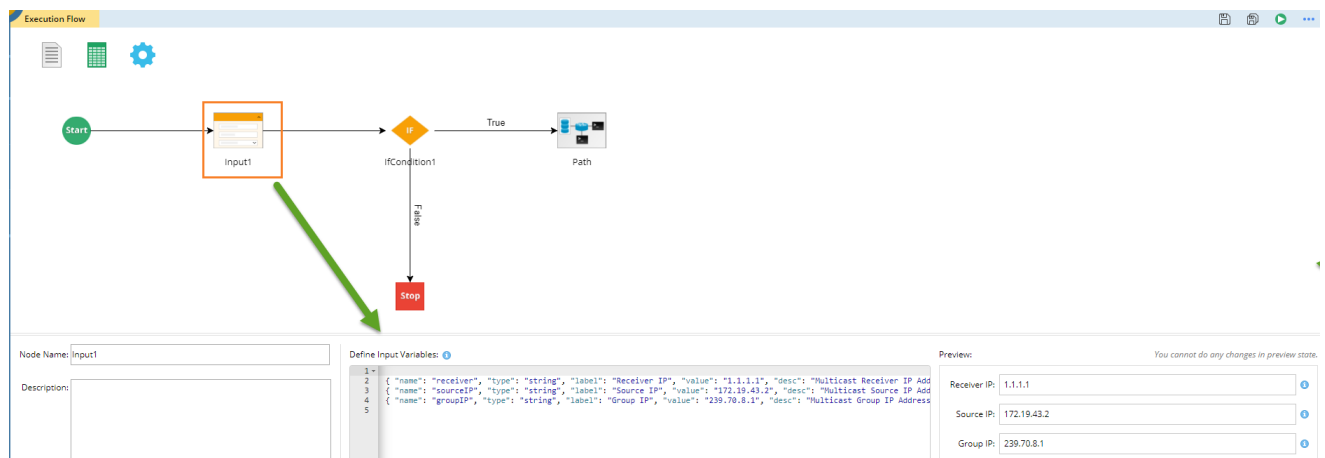 Execution Flow
Start
Input1
IF
IfCondition1
True
Path
False
Stop
Node Name: Input1
Description:
Define Input Variables:
1
2 { "name": "receiver", "type": "string", "label": "Receiver IP", "value": "1.1.1.1", "desc": "Multicast Receiver IP Add
3 { "name": "sourceIP", "type": "string", "label": "Source IP", "value": "172.19.43.2", "desc": "Multicast Source IP Add
4 { "name": "groupIP", "type": "string", "label": "Group IP", "value": "239.70.8.1", "desc": "Multicast Group IP Address
5
Preview: You cannot do any changes in preview state.
Receiver IP: 1.1.1.1
Source IP: 172.19.43.2
Group IP: 239.70.8.1